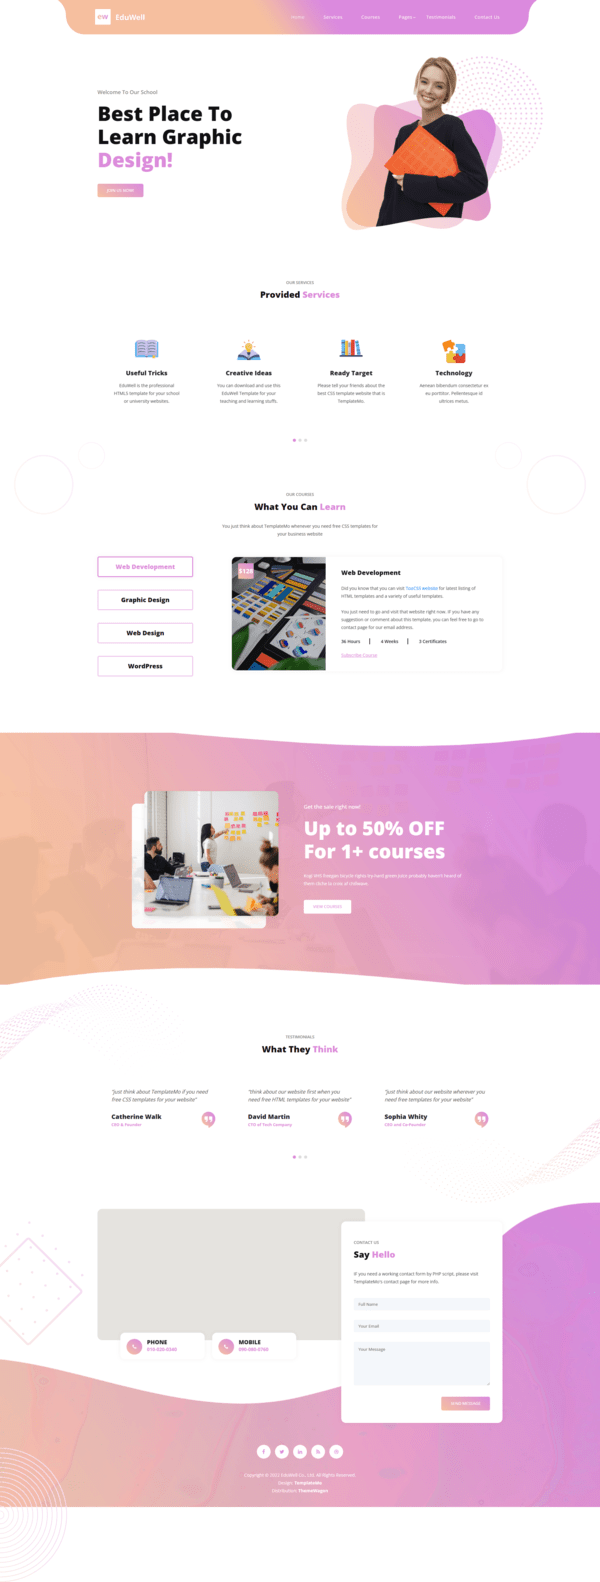 EW EduWell
Home Services Courses Pages Testimonials Contact Us
Welcome To Our School
Best Place To
Learn Graphic
Design!
JOIN US NOW!
OUR SERVICES
Provided Services
Useful Tricks
EduWell is the professional
HTML5 template for your school
or university websites.
Creative Ideas
You can download and use this
EduWell Template for your
teaching and learning stuffs.
Ready Target
Please tell your friends about the
best CSS template website that is
TemplateMo.
Technology
Aenean bibendum consectetur ex
eu porttitor. Pellentesque id
ultrices metus.
OUR COURSES
What You Can Learn
You just think about TemplateMo whenever you need free CSS templates for
your business website
Web Development
Graphic Design
Web Design
WordPress
$128
Web Development
Did you know that you can visit TooCSS website for latest listing of
HTML templates and a variety of useful templates.
You just need to go and visit that website right now. If you have any
suggestion or comment about this template, you can feel free to go to
contact page for our email address.
36 Hours 4 Weeks 3 Certificates
Subscribe Course
Get the sale right now!
Up to 50% OFF
For 1+ courses
VIEW COURSES
TESTIMONIALS
What They Think
"just think about TemplateMo if you need
free CSS templates for your website"
Catherine Walk
CEO & Founder
"think about our website first when you
need free HTML templates for your website"
David Martin
CTO of Tech Company
"just think about our website wherever you
need free templates for your website"
Sophia Whity
CEO and Co-Founder
CONTACT US
Say Hello
If you need a working contact form by PHP script, please visit
TemplateMo's contact page for more info.
Full Name
Your Email
Your Message
SEND MESSAGE
PHONE
010-020-0340
MOBILE
090-080-0760
Copyright © 2022 EduWell Co., Ltd. All Rights Reserved.
Design: TemplateMo
Distribution: ThemeWagon